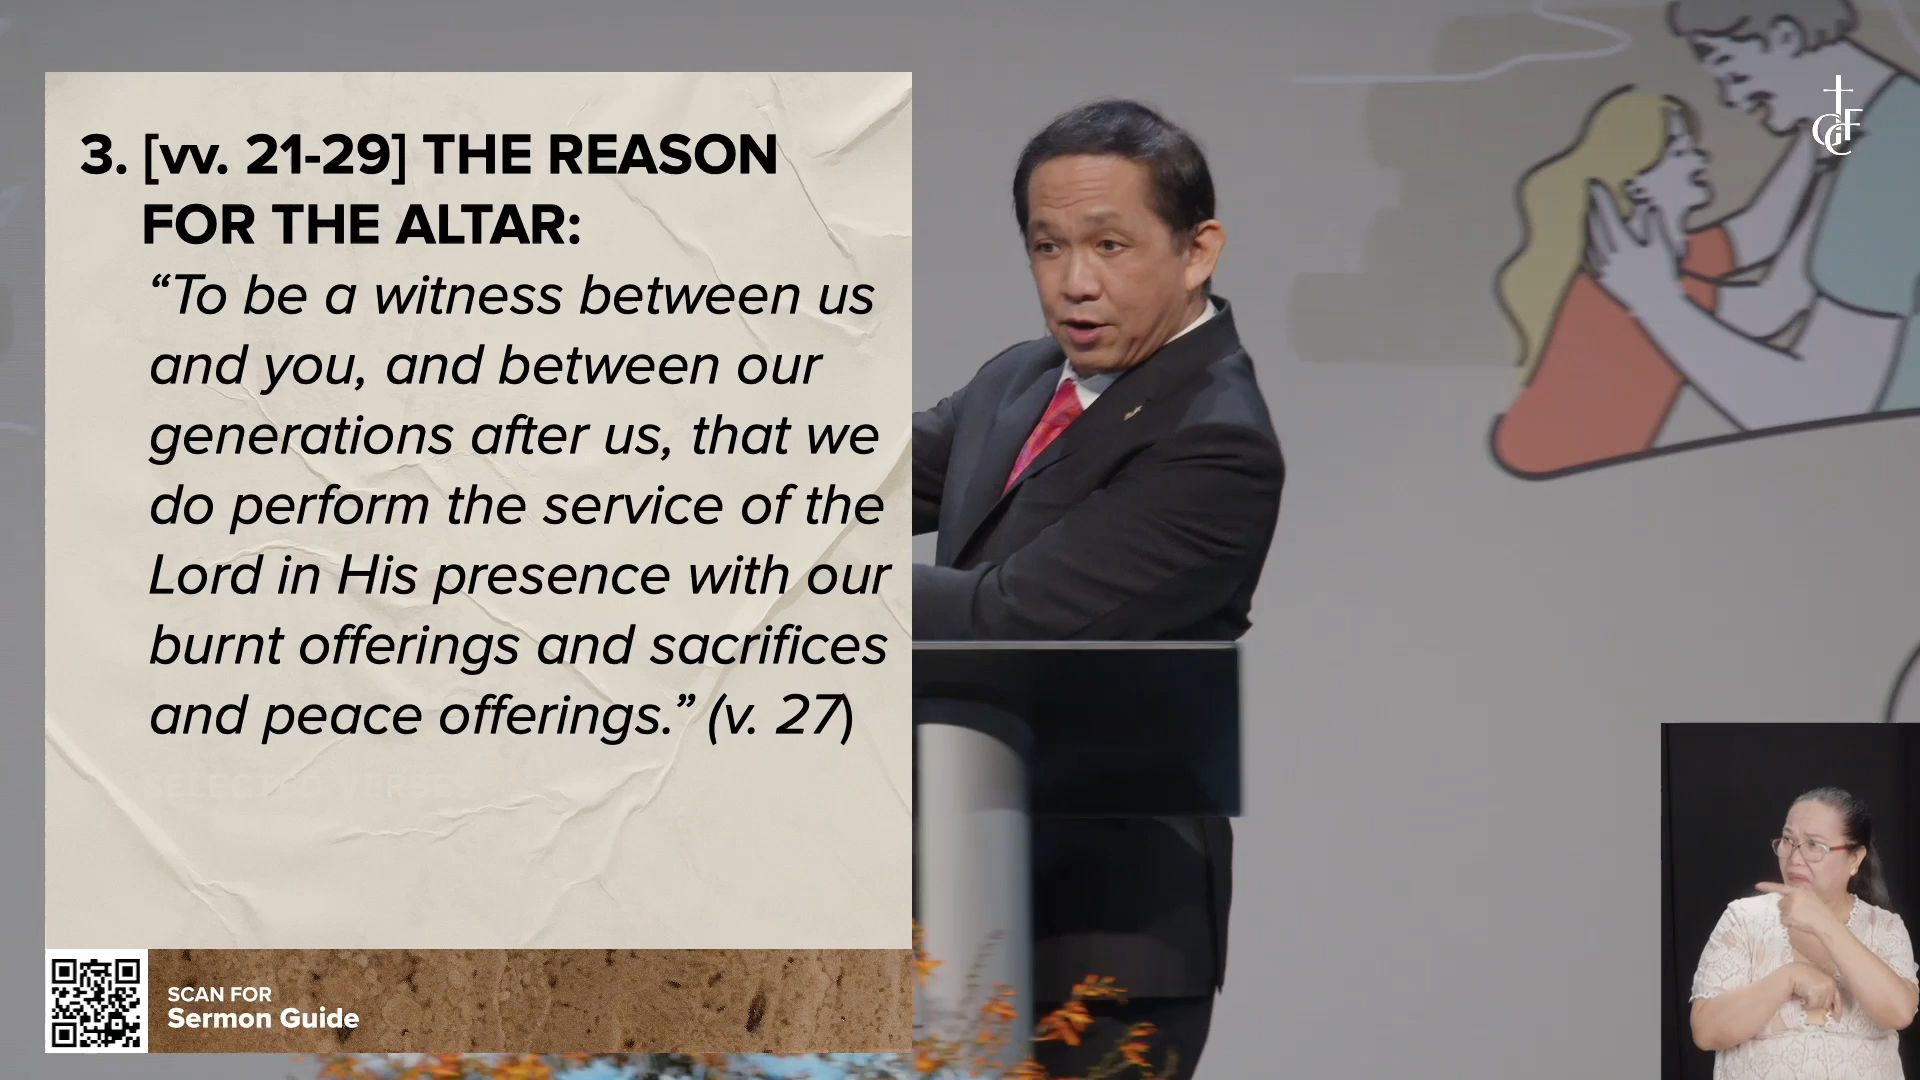 3. [vv. 21-29] THE REASON
FOR THE ALTAR:
“To be a witness between us
and you, and between our
generations after us, that we
do perform the service of the
Lord in His presence with our
burnt offerings and sacrifices
and peace offerings.” (v. 27)
SELECTED VERSES
SCAN FOR
Sermon Guide